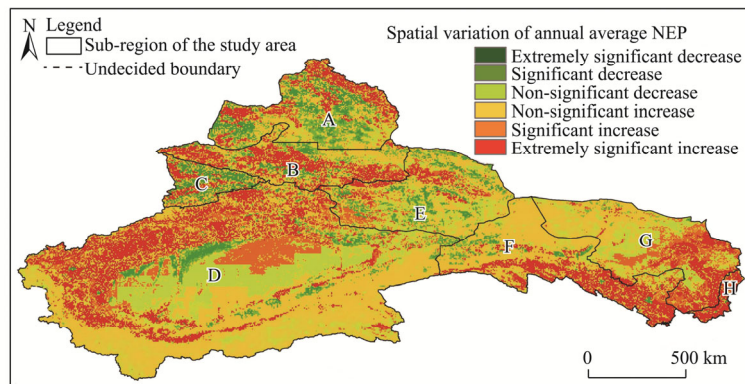 N
Legend
Sub-region of the study area
Undecided boundary
Spatial variation of annual average NEP
Extremely significant decrease
Significant decrease
Non-significant decrease
Non-significant increase
Significant increase
Extremely significant increase
A
B
C
E
F
G
D
H
0 500 km